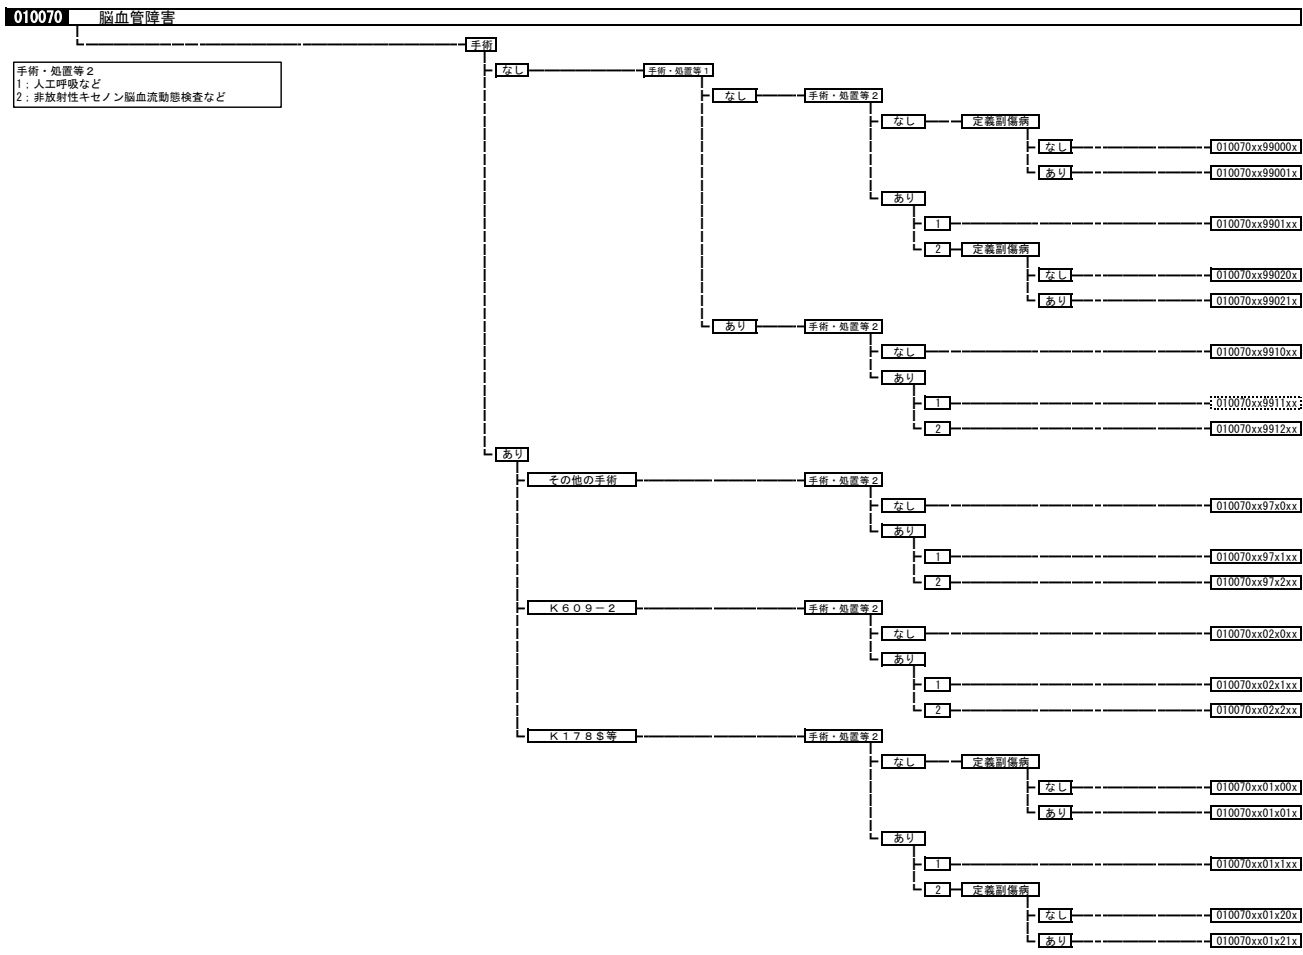 010070 脳血管障害
手術
手術・処置等２
1；人工呼吸など
2；非放射性キセノン脳血流動態検査など
なし 手術・処置等１
なし 手術・処置等２
なし 定義副傷病
なし 010070xx99000x
あり 010070xx99001x
あり
1 010070xx9901xx
2 定義副傷病
なし 010070xx99020x
あり 010070xx99021x
あり 手術・処置等２
なし 010070xx9910xx
あり
1 010070xx9911xx
2 010070xx9912xx
あり
その他の手術 手術・処置等２
なし 010070xx97x0xx
あり
1 010070xx97x1xx
2 010070xx97x2xx
Ｋ６０９－２ 手術・処置等２
なし 010070xx02x0xx
あり
1 010070xx02x1xx
2 010070xx02x2xx
Ｋ１７８＄等 手術・処置等２
なし 定義副傷病
なし 010070xx01x00x
あり 010070xx01x01x
あり
1 010070xx01x1xx
2 定義副傷病
なし 010070xx01x20x
あり 010070xx01x21x